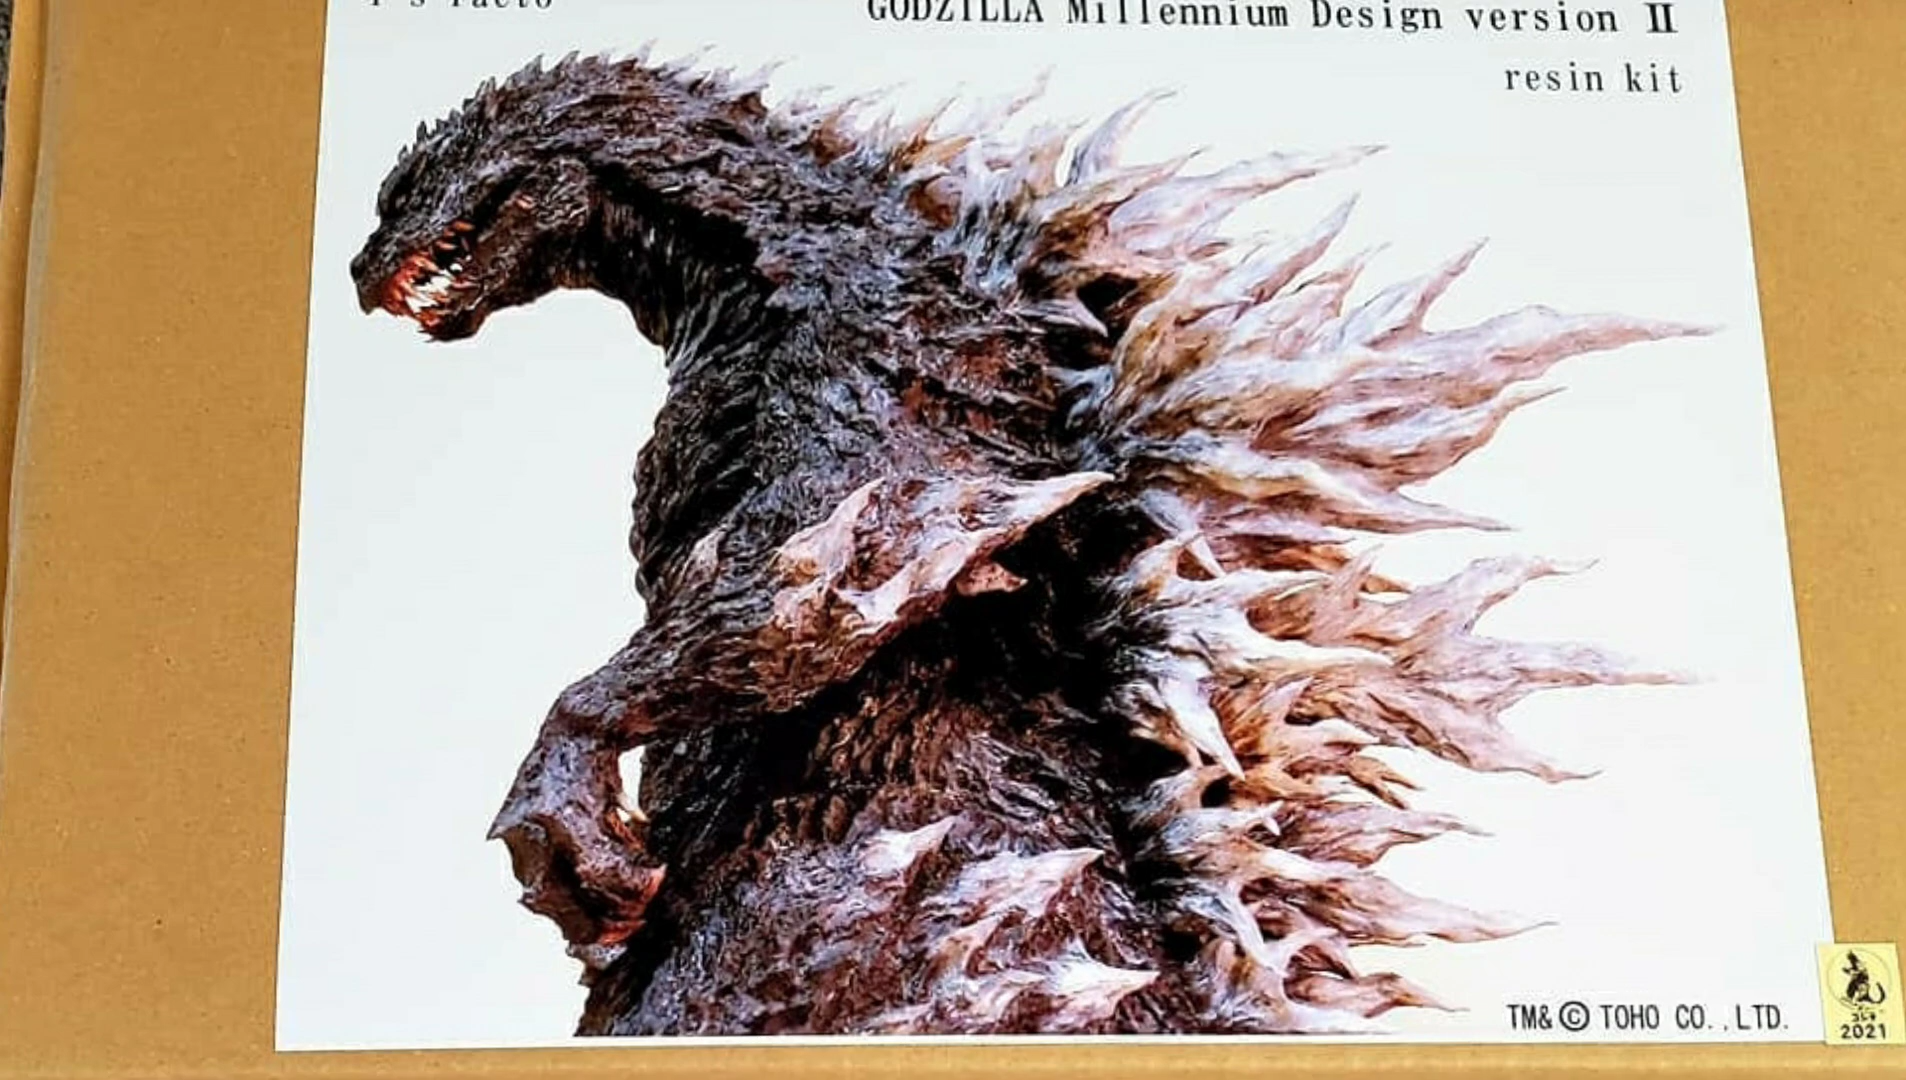 GODZILLA Millennium Design version II
resin kit
TM&© TOHO CO.,LTD.
2021